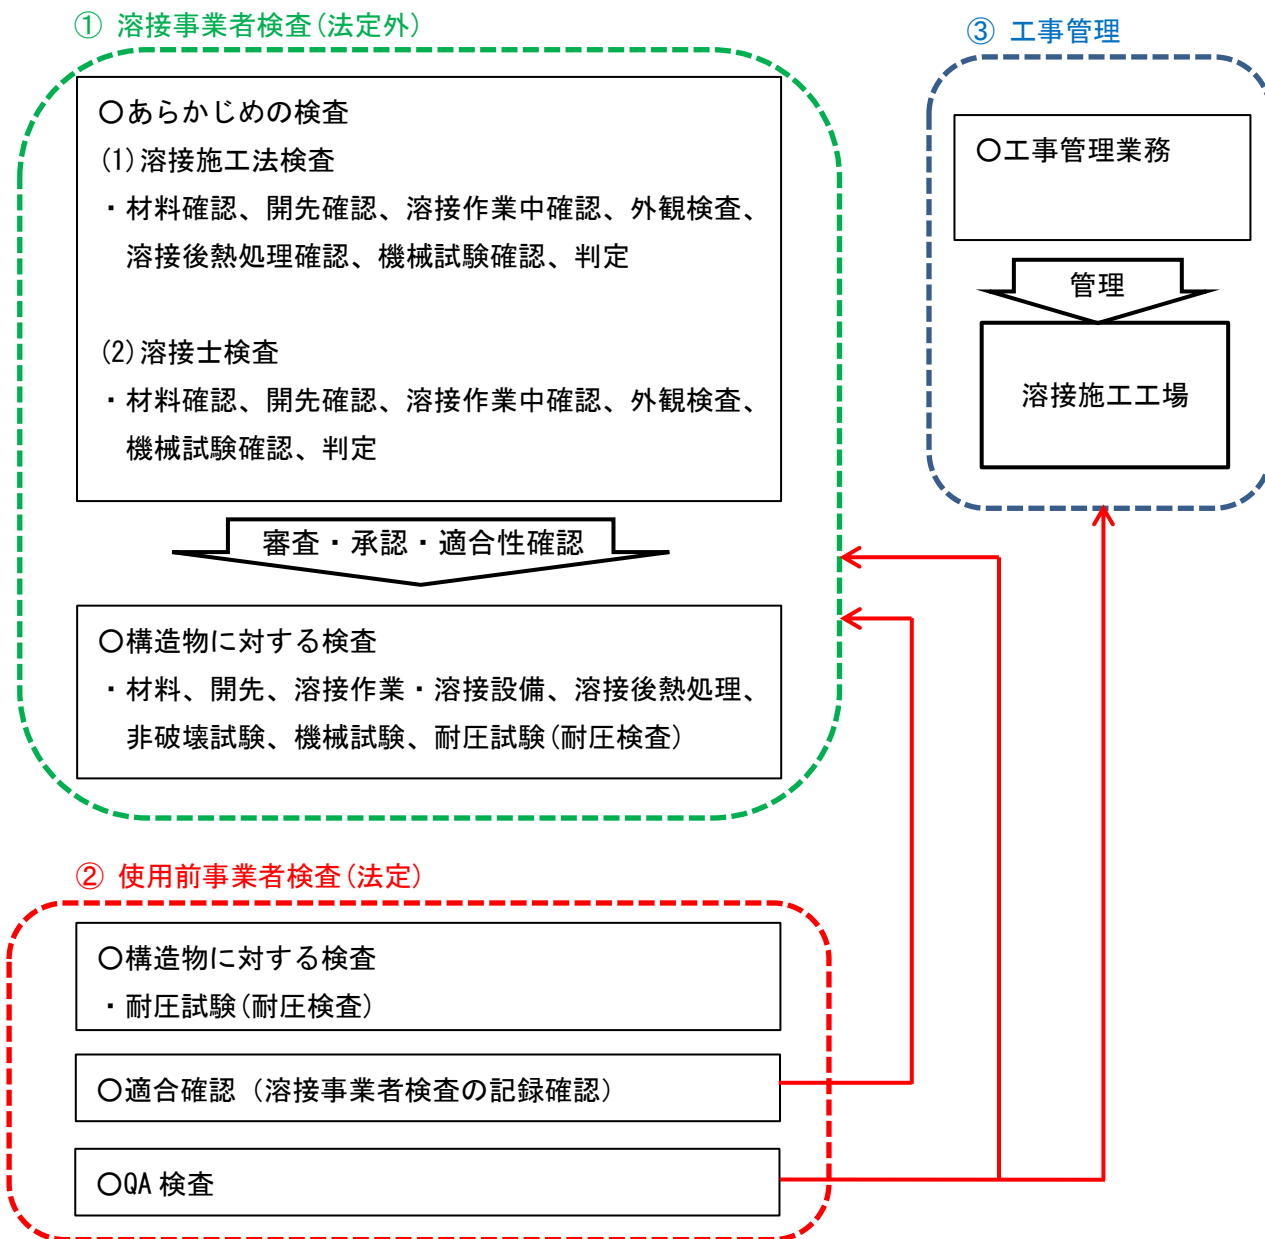 ① 溶接事業者検査(法定外)
〇あらかじめの検査
(1)溶接施工法検査
・材料確認、開先確認、溶接作業中確認、外観検査、
溶接後熱処理確認、機械試験確認、判定
(2)溶接士検査
・材料確認、開先確認、溶接作業中確認、外観検査、
機械試験確認、判定
審査・承認・適合性確認
〇構造物に対する検査
・材料、開先、溶接作業・溶接設備、溶接後熱処理、
非破壊試験、機械試験、耐圧試験(耐圧検査)
③ 工事管理
〇工事管理業務
管理
溶接施工工場
② 使用前事業者検査(法定)
〇構造物に対する検査
・耐圧試験(耐圧検査)
〇適合確認（溶接事業者検査の記録確認）
〇QA 検査